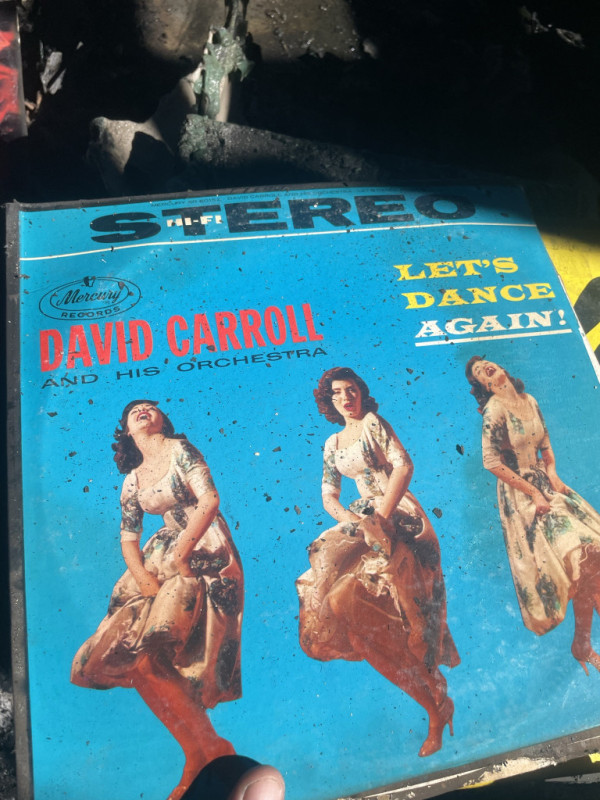 STEREO
HI-FI
LET'S
DANCE
AGAIN!
Mercury
RECORDS
DAVID CARROLL
AND HIS ORCHESTRA